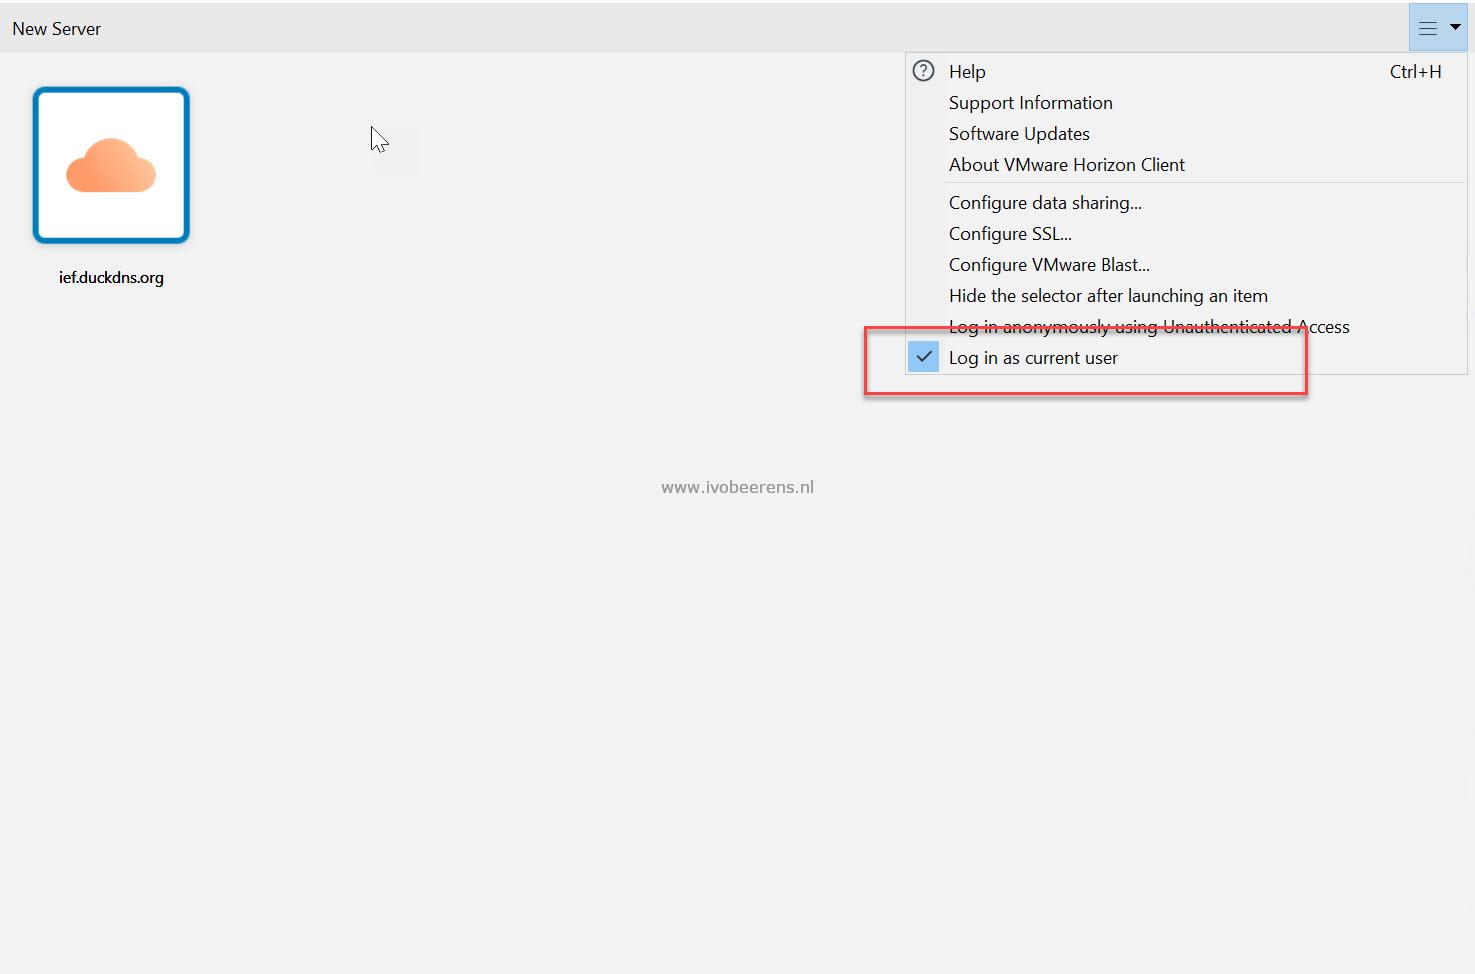 New Server
Help Ctrl+H
Support Information
Software Updates
About VMware Horizon Client
Configure data sharing...
Configure SSL...
Configure VMware Blast...
Hide the selector after launching an item
Log in anonymously using Unauthenticated Access
Log in as current user
ief.duckdns.org
www.ivobeerens.nl